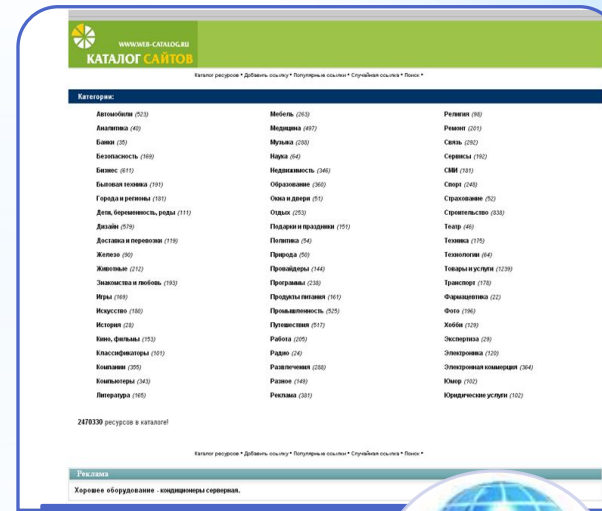 WWW.WEB-CATALOG.RU
КАТАЛОГ САЙТОВ
Каталог ресурсов • Добавить ссылку • Популярные ссылки • Случайная ссылка • Поиск •
Категории:
Автомобили (523)
Аналитика (40)
Банки (35)
Безопасность (169)
Бизнес (611)
Бытовая техника (191)
Города и регионы (181)
Дети, беременность, роды (111)
Дизайн (579)
Доставка и перевозки (119)
Железо (90)
Животные (212)
Знакомства и любовь (193)
Игры (169)
Искусство (188)
История (28)
Кино, фильмы (153)
Классификаторы (101)
Компании (355)
Компьютеры (343)
Литература (165)
Мебель (263)
Медицина (497)
Музыка (288)
Наука (64)
Недвижимость (346)
Образование (360)
Окна и двери (51)
Отдых (253)
Подарки и праздники (151)
Политика (54)
Природа (50)
Провайдеры (144)
Программы (238)
Продукты питания (161)
Промышленность (525)
Путешествия (517)
Работа (205)
Радио (24)
Развлечения (288)
Разное (149)
Реклама (381)
Религия (98)
Ремонт (201)
Связь (292)
Сервисы (192)
СМИ (181)
Спорт (248)
Страхование (52)
Строительство (838)
Театр (46)
Техника (175)
Технологии (64)
Товары и услуги (1239)
Транспорт (178)
Фармацевтика (22)
Фото (196)
Хобби (129)
Экспертиза (29)
Электроника (120)
Электронная коммерция (364)
Юмор (102)
Юридические услуги (102)
2470330 ресурсов в каталоге!
Каталог ресурсов • Добавить ссылку • Популярные ссылки • Случайная ссылка • Поиск •
Реклама
Хорошее оборудование - кондиционеры серверная.